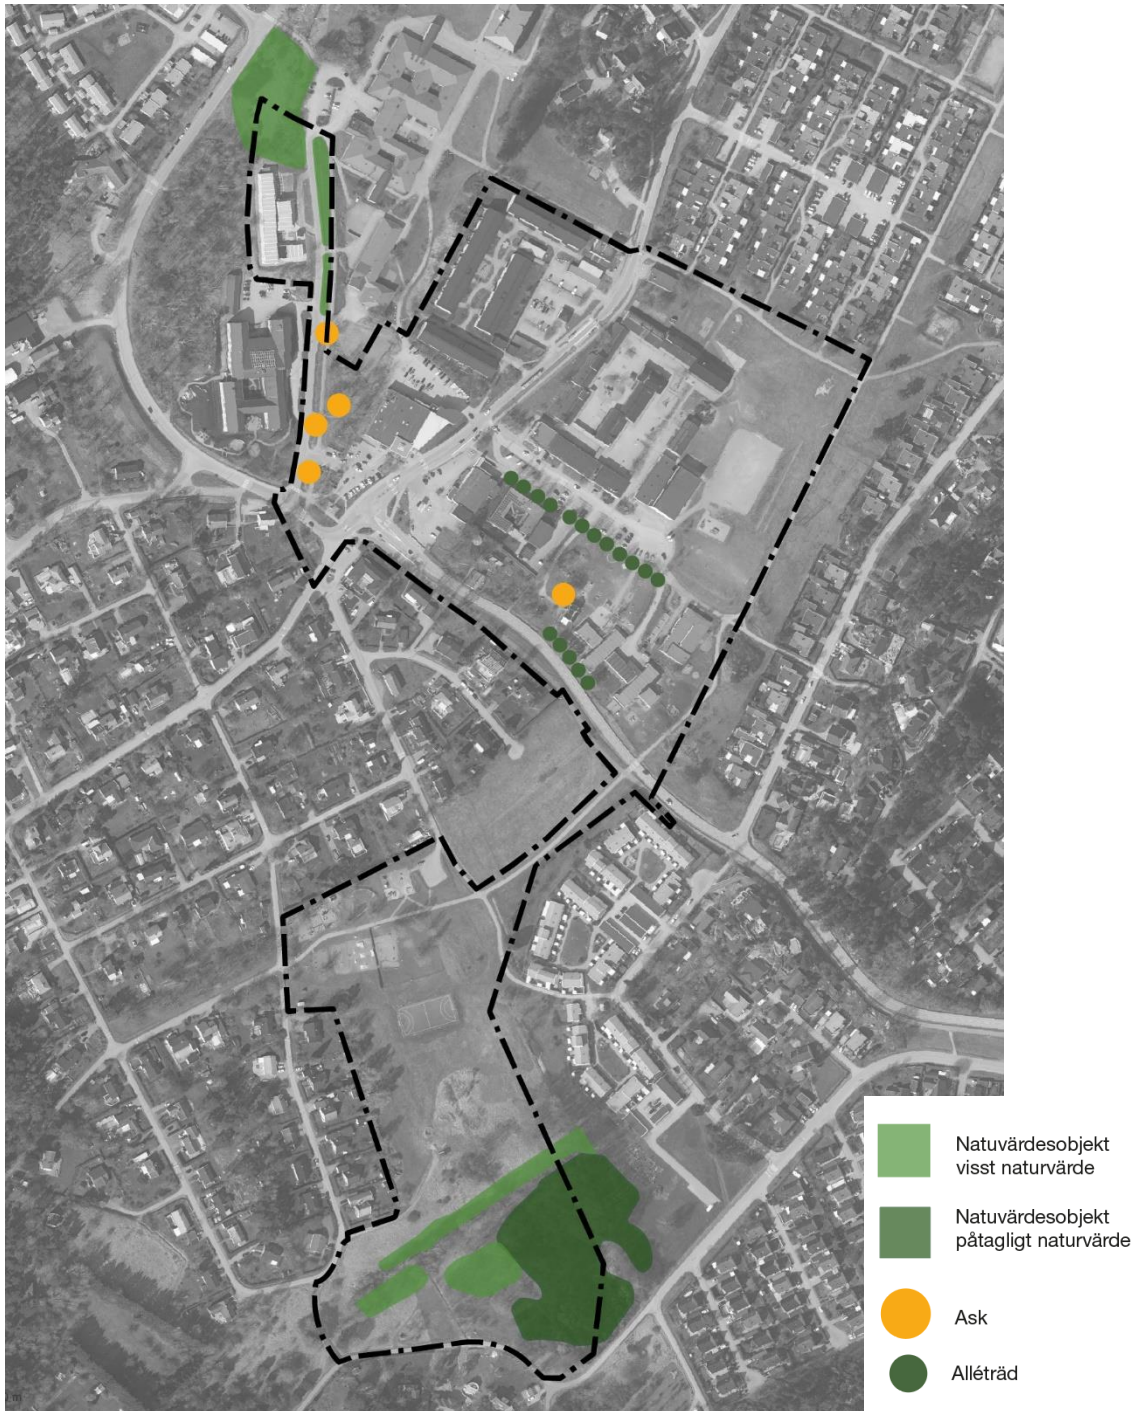 Natuvärdesobjekt
visst naturvärde
Natuvärdesobjekt
påtagligt naturvärde
Ask
Alléträd